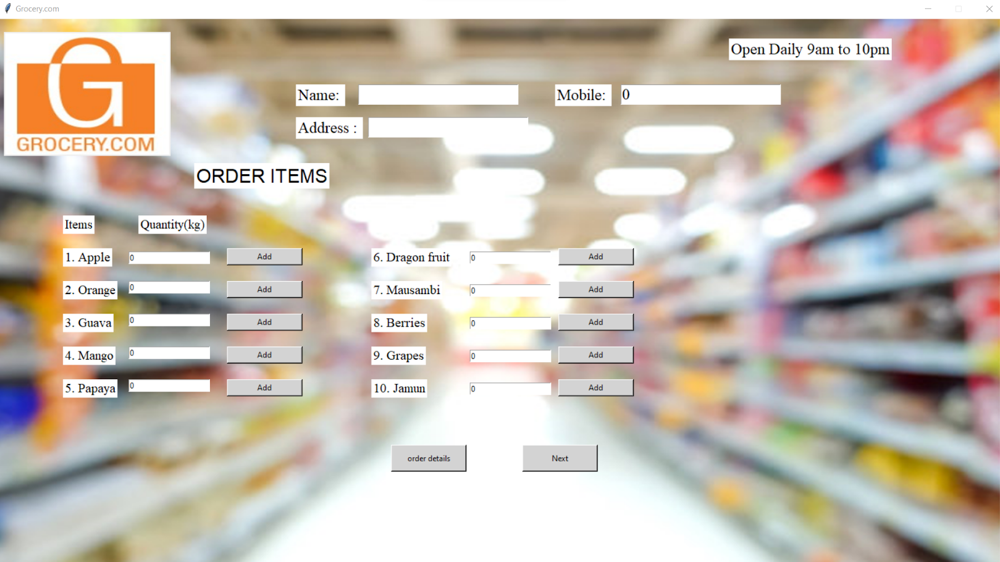 Grocery.com
GROCERY.COM
Open Daily 9am to 10pm
Name:
Mobile: 0
Address :
ORDER ITEMS
Items Quantity(kg)
1. Apple 0 Add 6. Dragon fruit 0 Add
2. Orange 0 Add 7. Mausambi 0 Add
3. Guava 0 Add 8. Berries 0 Add
4. Mango 0 Add 9. Grapes 0 Add
5. Papaya 0 Add 10. Jamun 0 Add
order details Next